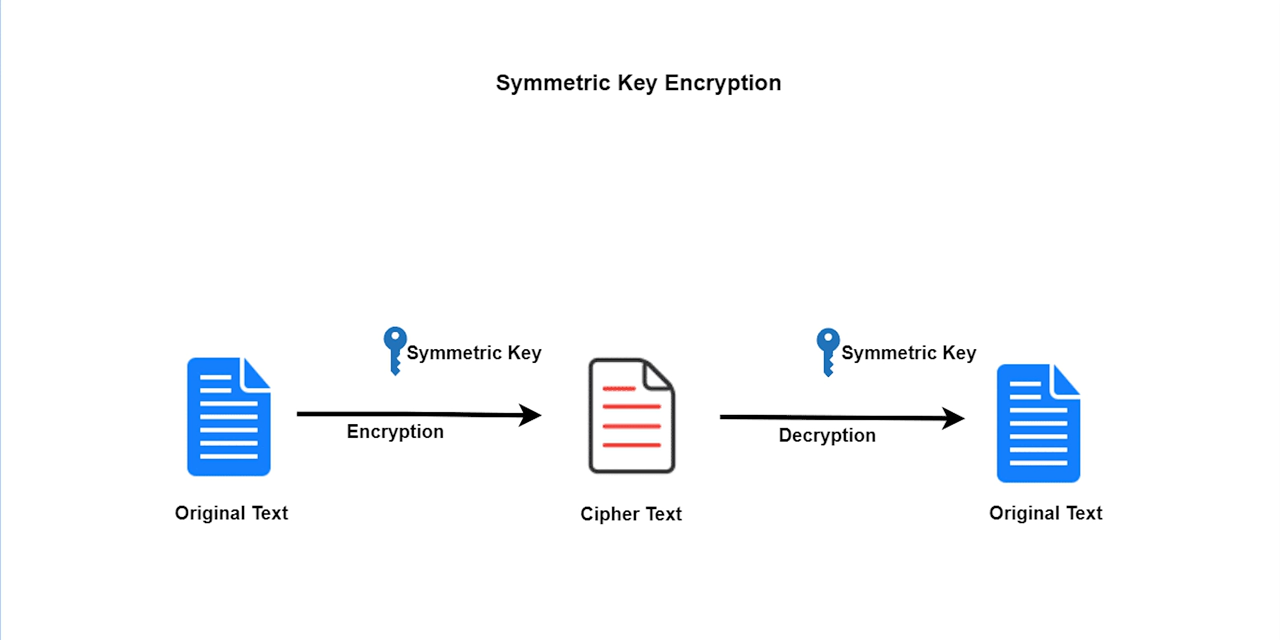 Symmetric Key Encryption
Symmetric Key
Symmetric Key
Encryption
Decryption
Original Text
Cipher Text
Original Text